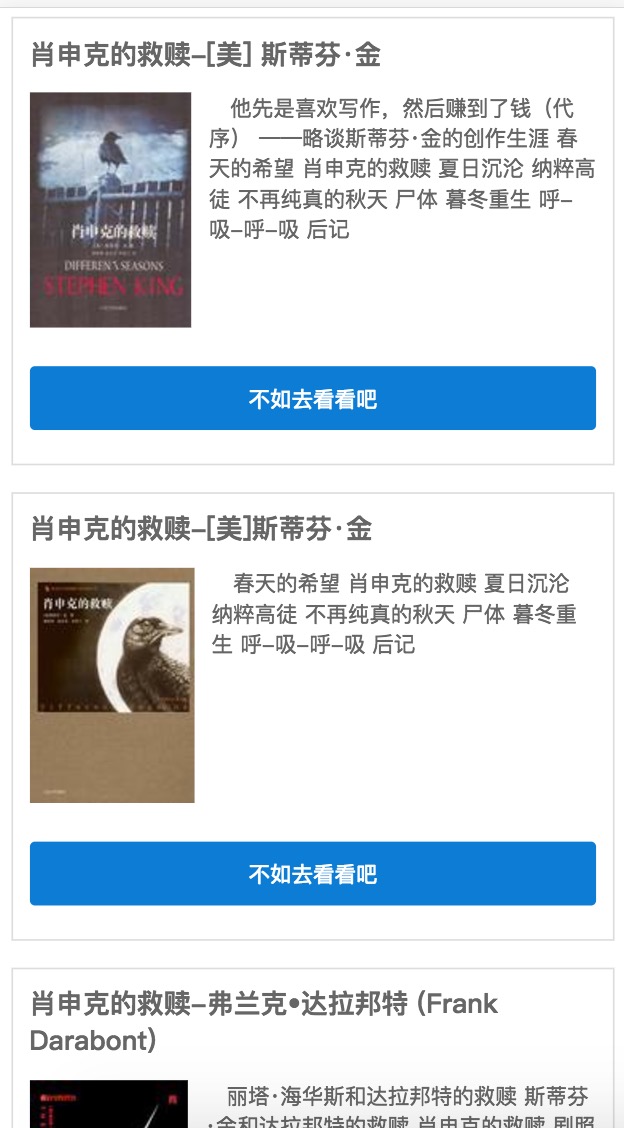 肖申克的救赎–[美] 斯蒂芬·金
他先是喜欢写作，然后赚到了钱（代
序） ——略谈斯蒂芬·金的创作生涯 春
天的希望 肖申克的救赎 夏日沉沦 纳粹高
徒 不再纯真的秋天 尸体 暮冬重生 呼–
吸–呼–吸 后记
肖申克的救赎
DIFFERENT SEASONS
STEPHEN KING
不如去看看吧
肖申克的救赎–[美]斯蒂芬·金
春天的希望 肖申克的救赎 夏日沉沦
纳粹高徒 不再纯真的秋天 尸体 暮冬重
生 呼–吸–呼–吸 后记
肖申克的救赎
不如去看看吧
肖申克的救赎–弗兰克•达拉邦特 (Frank
Darabont)
丽塔·海华斯和达拉邦特的救赎 斯蒂芬
·金和达拉邦特的救赎 肖申克的救赎 剧照
肖